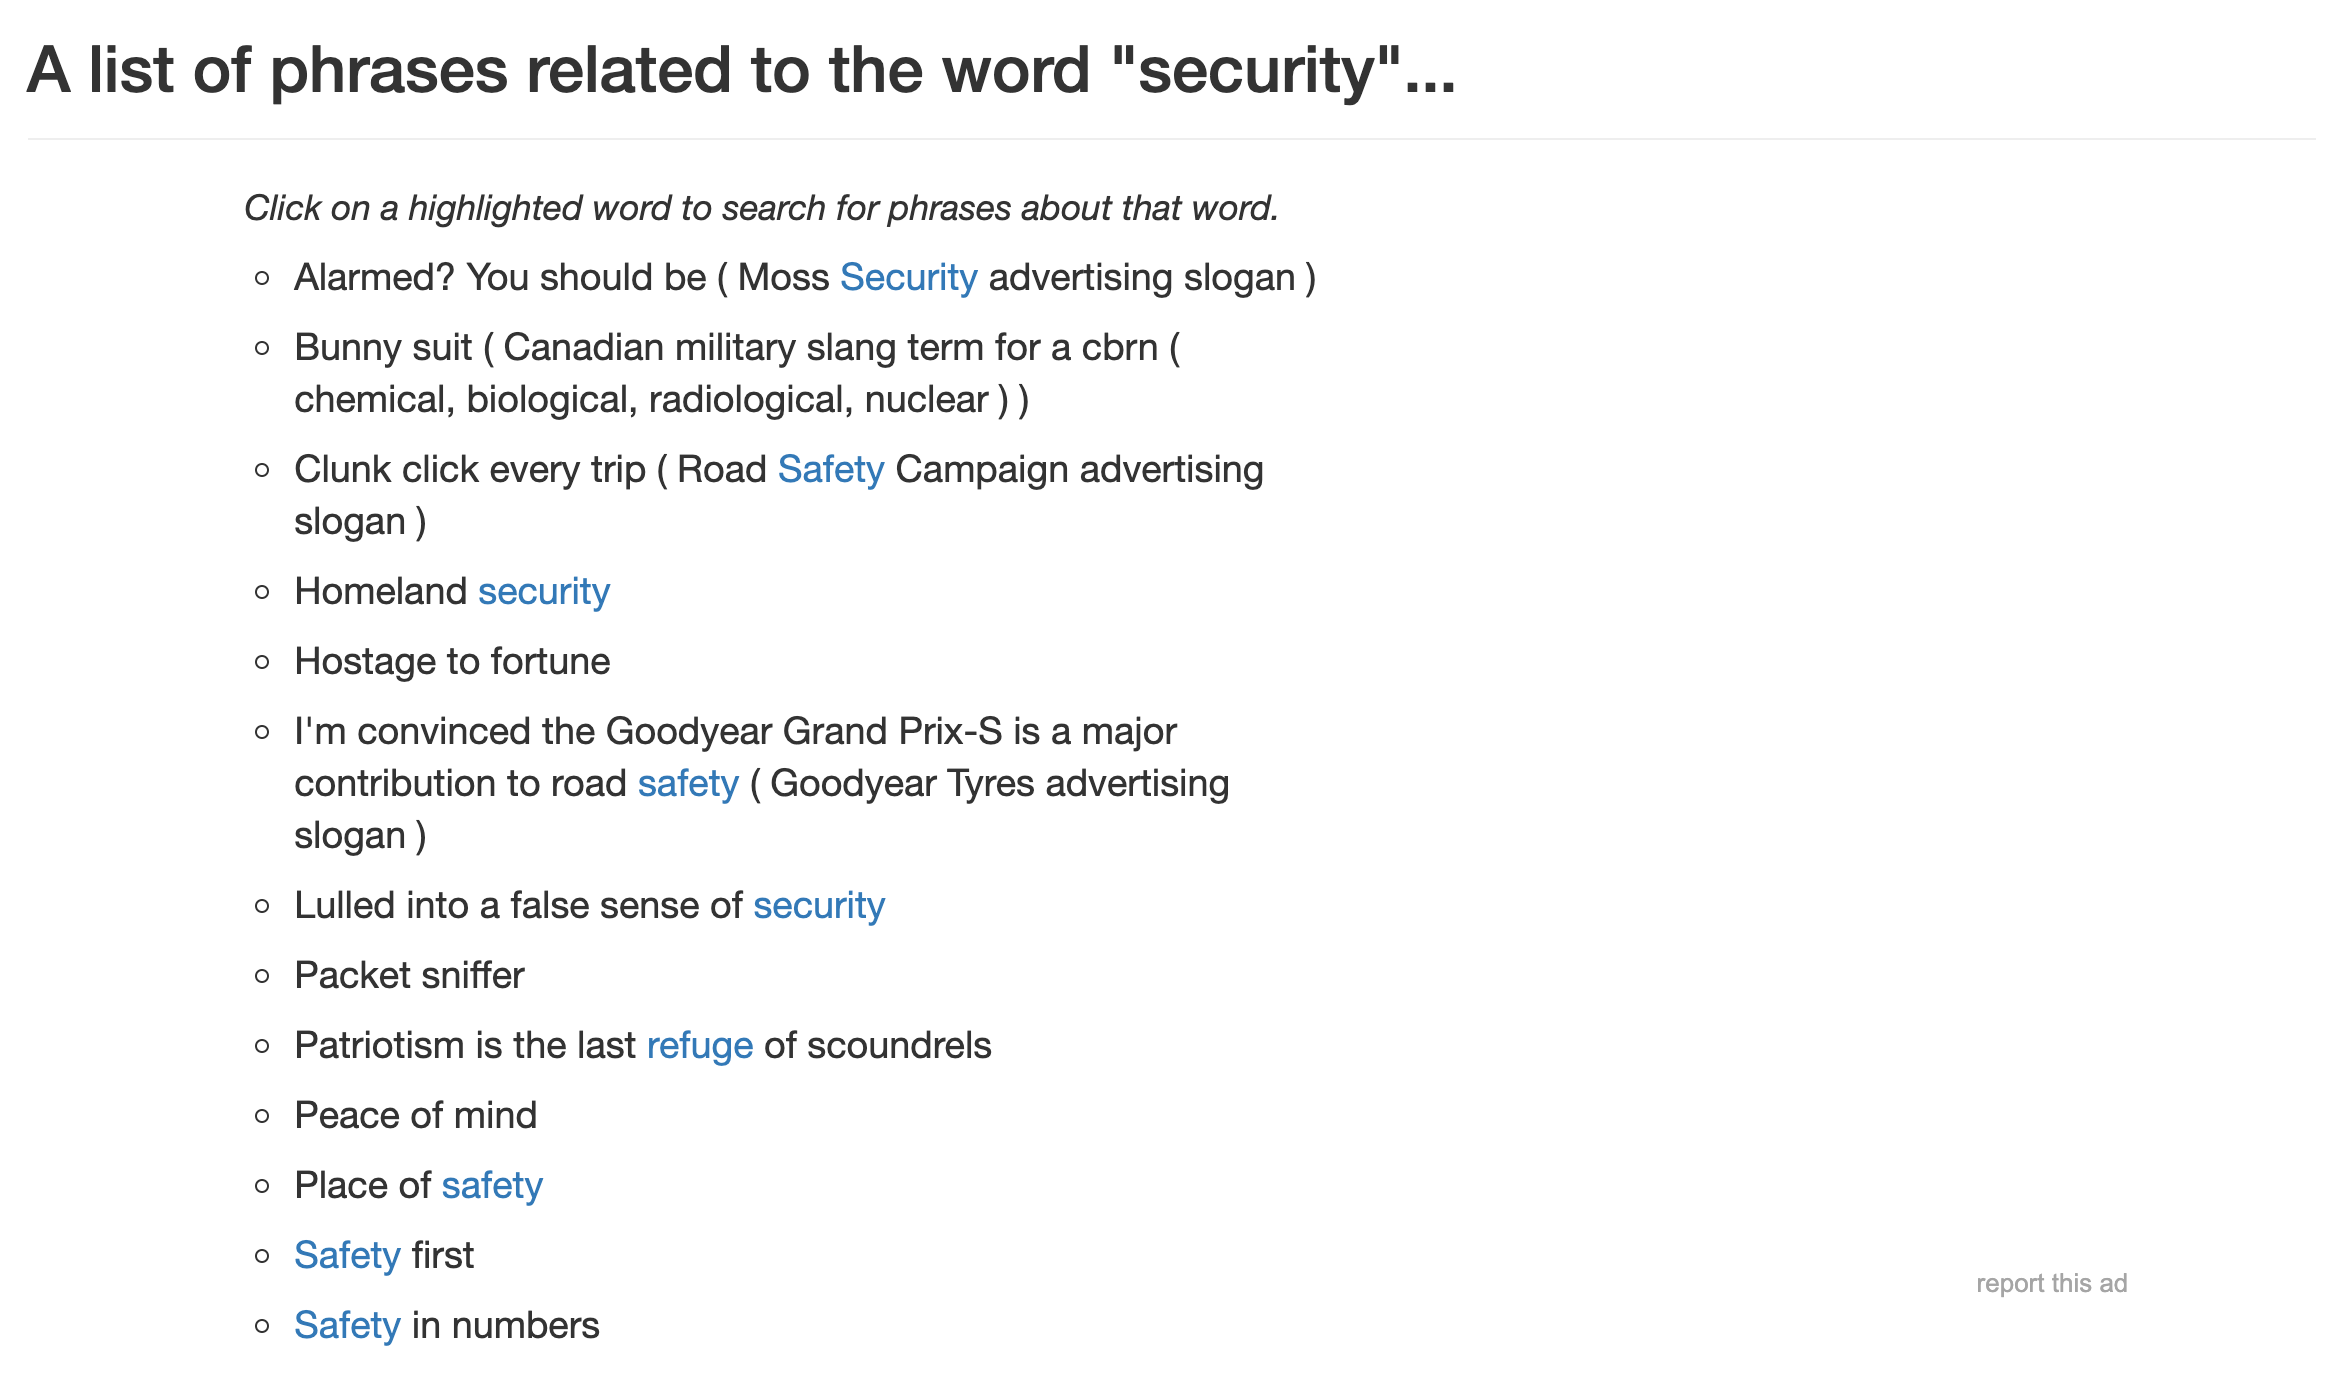 A list of phrases related to the word "security"...
Click on a highlighted word to search for phrases about that word.
Alarmed? You should be ( Moss Security advertising slogan )
Bunny suit ( Canadian military slang term for a cbrn (
chemical, biological, radiological, nuclear ) )
Clunk click every trip ( Road Safety Campaign advertising
slogan )
Homeland security
Hostage to fortune
I'm convinced the Goodyear Grand Prix-S is a major
contribution to road safety ( Goodyear Tyres advertising
slogan )
Lulled into a false sense of security
Packet sniffer
Patriotism is the last refuge of scoundrels
Peace of mind
Place of safety
Safety first
report this ad
Safety in numbers